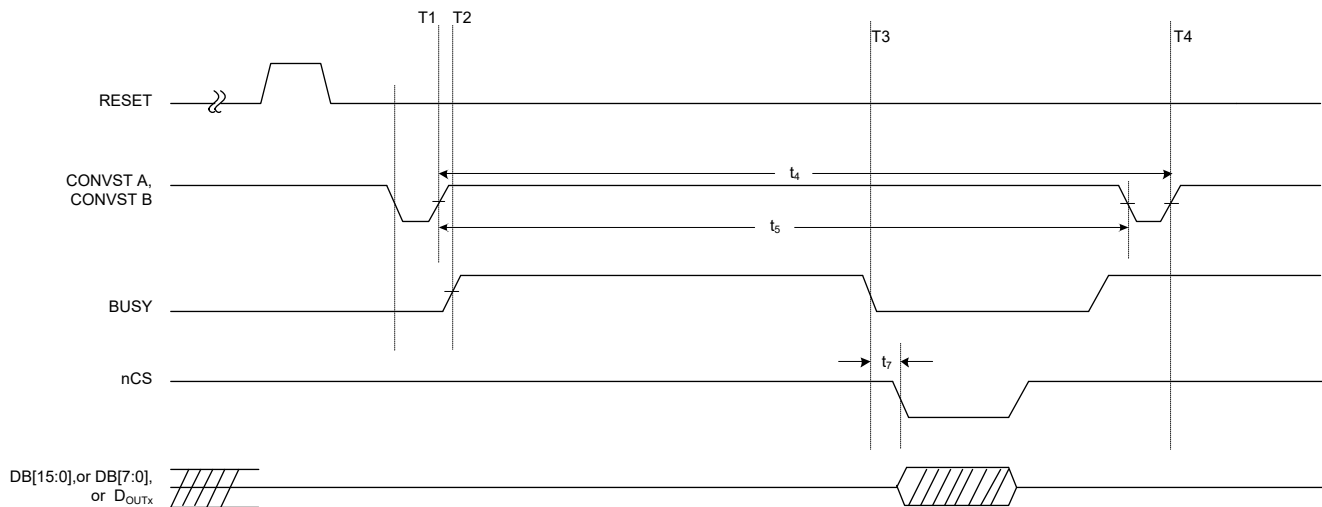 T1 T2
T3 T4
RESET
CONVST A,
CONVST B
t₄
t₅
BUSY
t₇
nCS
DB[15:0],or DB[7:0],
or D_OUTx